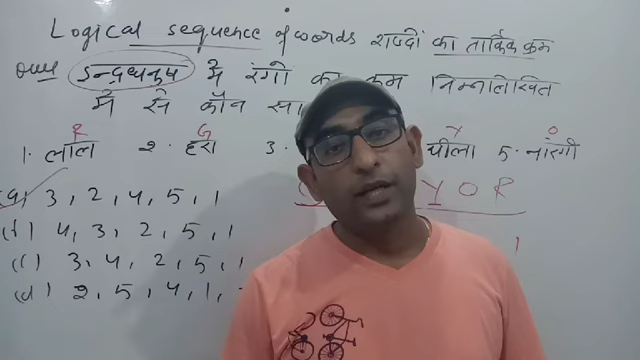 Logical sequence of words शब्दों का तार्किक क्रम
Que इन्द्रधनुष में रंगो का क्रम निम्नलिखित
में से कौन सा
R G Y O
1. लाल 2. हरा 3. पीला 5. नारंगी
(a) 3, 2, 4, 5, 1 Y O R
(b) 4, 3, 2, 5, 1
(c) 3, 4, 2, 5, 1
(d) 2, 5, 4, 1,